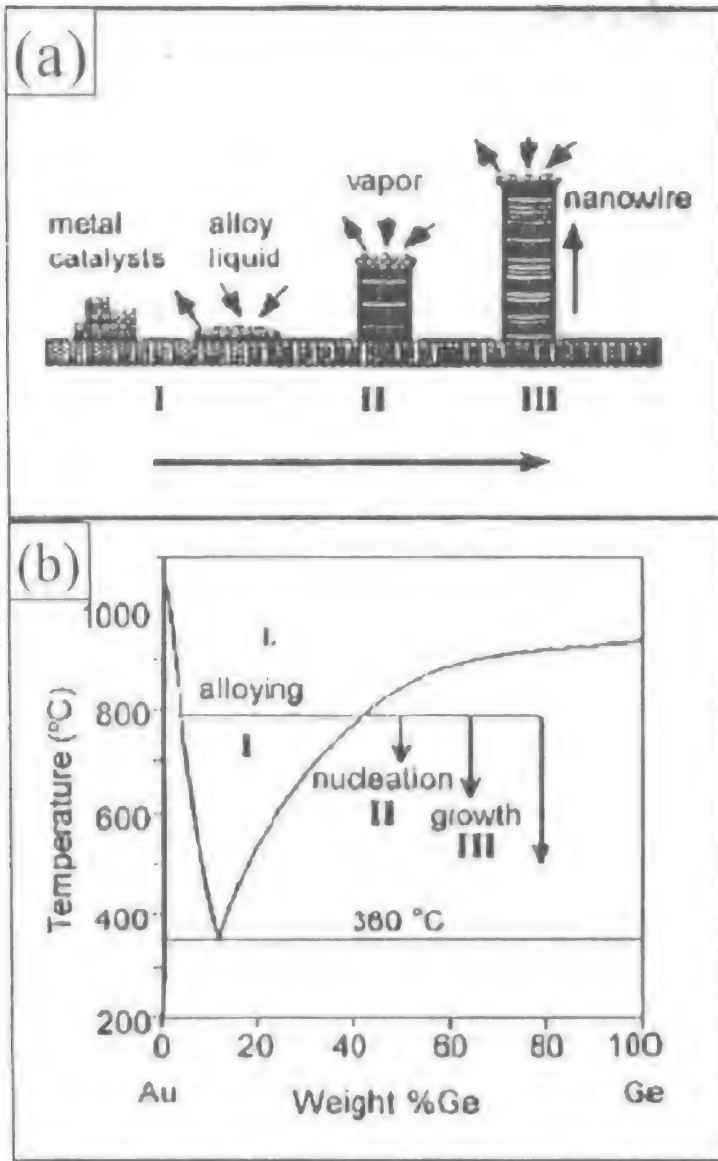 (a)
vapor
metal
catalysts
alloy
liquid
nanowire
I II III
(b)
1000
800
600
400
200
Temperature (°C)
L
alloying
I
nucleation
II
growth
III
360 °C
0 20 40 60 80 100
Au Weight %Ge Ge